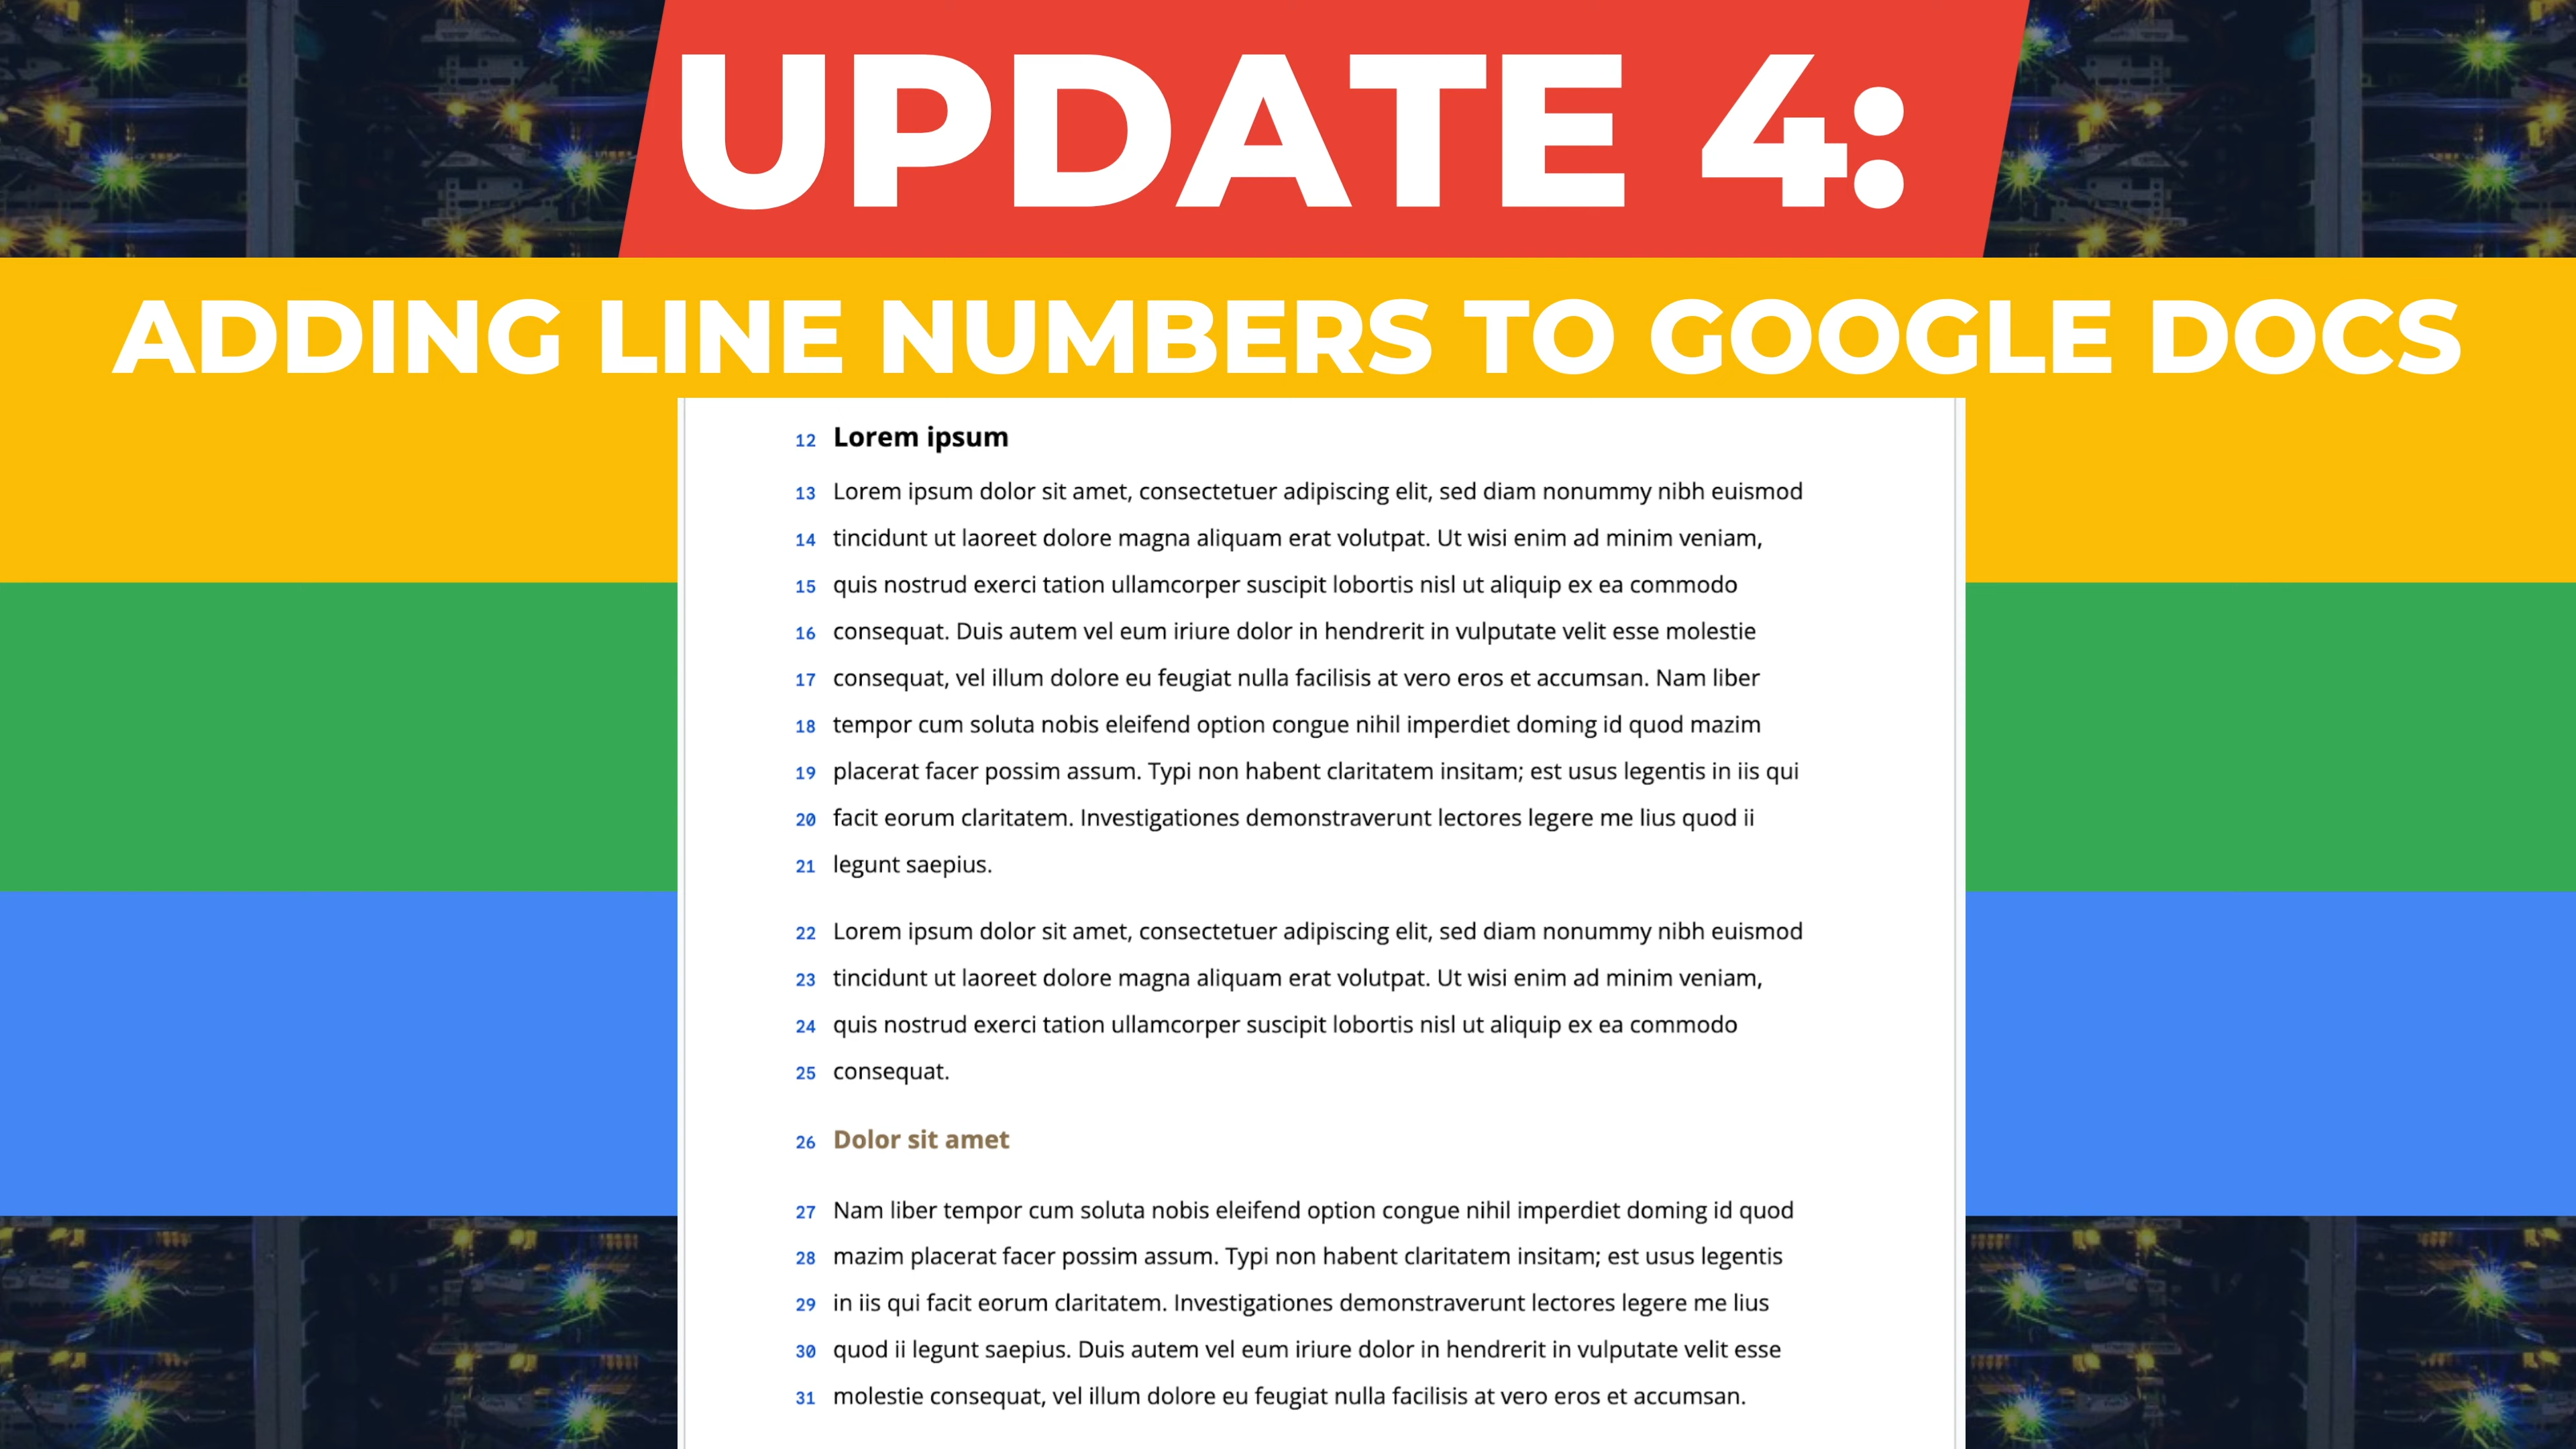 UPDATE 4:
ADDING LINE NUMBERS TO GOOGLE DOCS
12 Lorem ipsum
13 Lorem ipsum dolor sit amet, consectetuer adipiscing elit, sed diam nonummy nibh euismod
14 tincidunt ut laoreet dolore magna aliquam erat volutpat. Ut wisi enim ad minim veniam,
15 quis nostrud exerci tation ullamcorper suscipit lobortis nisl ut aliquip ex ea commodo
16 consequat. Duis autem vel eum iriure dolor in hendrerit in vulputate velit esse molestie
17 consequat, vel illum dolore eu feugiat nulla facilisis at vero eros et accumsan. Nam liber
18 tempor cum soluta nobis eleifend option congue nihil imperdiet doming id quod mazim
19 placerat facer possim assum. Typi non habent claritatem insitam; est usus legentis in iis qui
20 facit eorum claritatem. Investigationes demonstraverunt lectores legere me lius quod ii
21 legunt saepius.
22 Lorem ipsum dolor sit amet, consectetuer adipiscing elit, sed diam nonummy nibh euismod
23 tincidunt ut laoreet dolore magna aliquam erat volutpat. Ut wisi enim ad minim veniam,
24 quis nostrud exerci tation ullamcorper suscipit lobortis nisl ut aliquip ex ea commodo
25 consequat.
26 Dolor sit amet
27 Nam liber tempor cum soluta nobis eleifend option congue nihil imperdiet doming id quod
28 mazim placerat facer possim assum. Typi non habent claritatem insitam; est usus legentis
29 in iis qui facit eorum claritatem. Investigationes demonstraverunt lectores legere me lius
30 quod ii legunt saepius. Duis autem vel eum iriure dolor in hendrerit in vulputate velit esse
31 molestie consequat, vel illum dolore eu feugiat nulla facilisis at vero eros et accumsan.